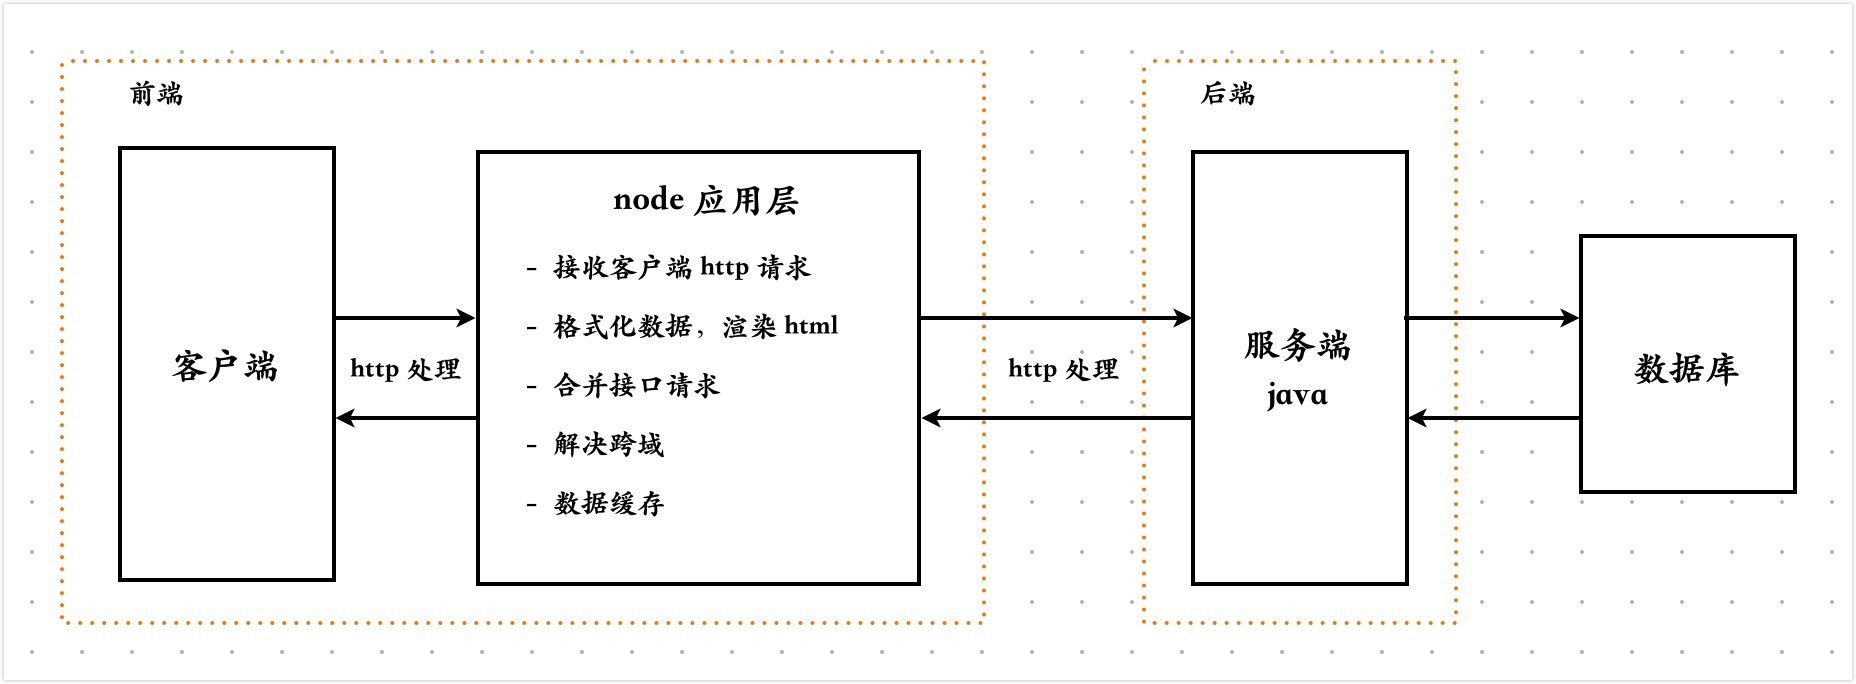 前端
客户端
http 处理
node 应用层
- 接收客户端 http 请求
- 格式化数据，渲染 html
- 合并接口请求
- 解决跨域
- 数据缓存
http 处理
后端
服务端
java
数据库